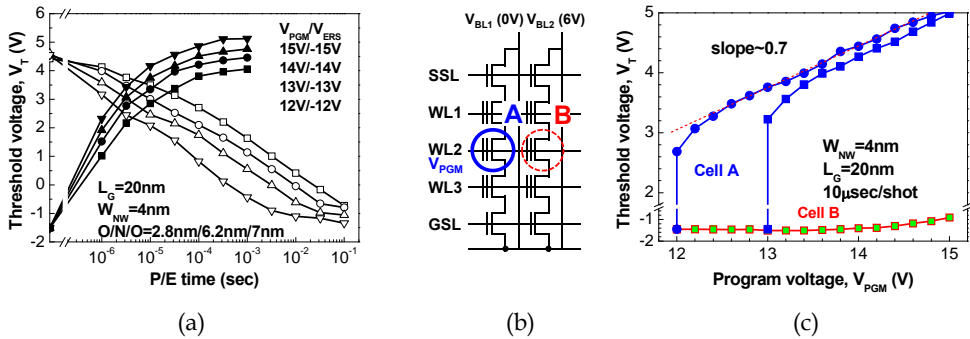 Threshold voltage, V_T (V)
5
4
3
2
1
0
-1
-2
V_PGM/V_ERS
15V/-15V
14V/-14V
13V/-13V
12V/-12V
L_G=20nm
W_NW=4nm
O/N/O=2.8nm/6.2nm/7nm
10^-6 10^-5 10^-4 10^-3 10^-2 10^-1
P/E time (sec)
(a)
V_BL1 (0V) V_BL2 (6V)
SSL
WL1
A B
WL2
V_PGM
WL3
GSL
(b)
Threshold voltage, V_T (V)
5
4
3
-1
-2
slope~0.7
W_NW=4nm
L_G=20nm
10μsec/shot
Cell A
Cell B
12 13 14 15
Program voltage, V_PGM (V)
(c)